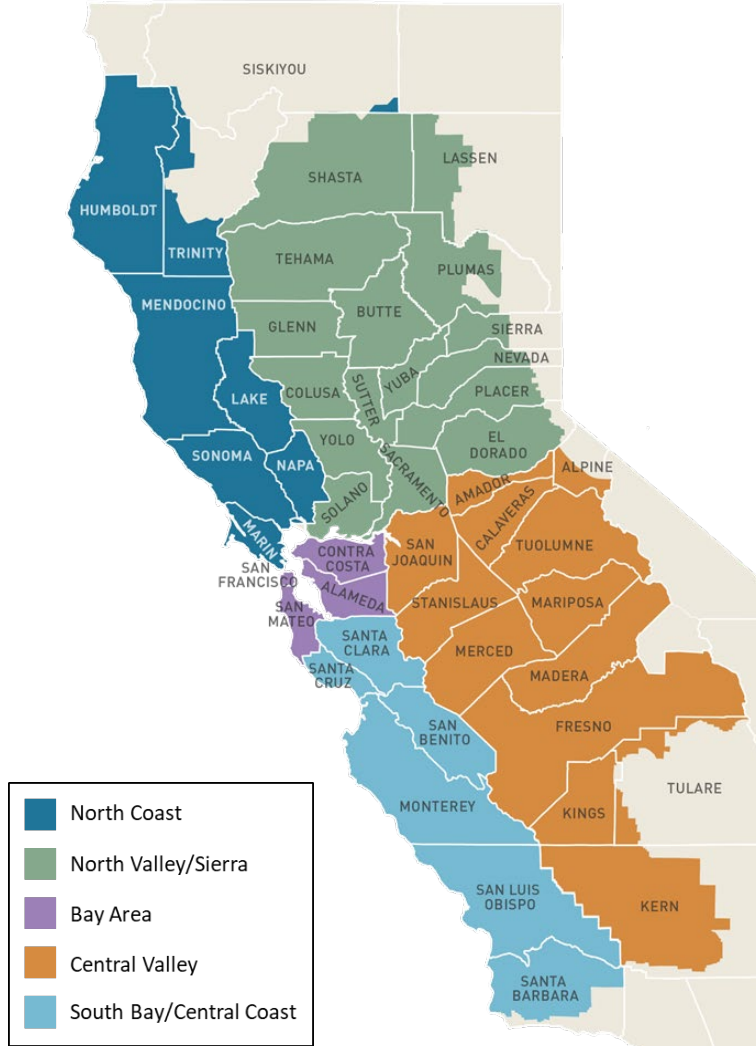 SISKIYOU
LASSEN
SHASTA
HUMBOLDT
TRINITY
TEHAMA
PLUMAS
MENDOCINO
BUTTE
GLENN
SIERRA
NEVADA
YUBA
SUTTER
COLUSA
PLACER
LAKE
YOLO
EL
DORADO
SONOMA
NAPA
SACRAMENTO
ALPINE
AMADOR
SOLANO
CALAVERAS
MARIN
CONTRA
COSTA
SAN
JOAQUIN
TUOLUMNE
SAN
FRANCISCO
ALAMEDA
STANISLAUS
MARIPOSA
SAN
MATEO
SANTA
CLARA
MERCED
SANTA
CRUZ
MADERA
SAN
BENITO
FRESNO
TULARE
MONTEREY
KINGS
SAN LUIS
OBISPO
KERN
SANTA
BARBARA
North Coast
North Valley/Sierra
Bay Area
Central Valley
South Bay/Central Coast